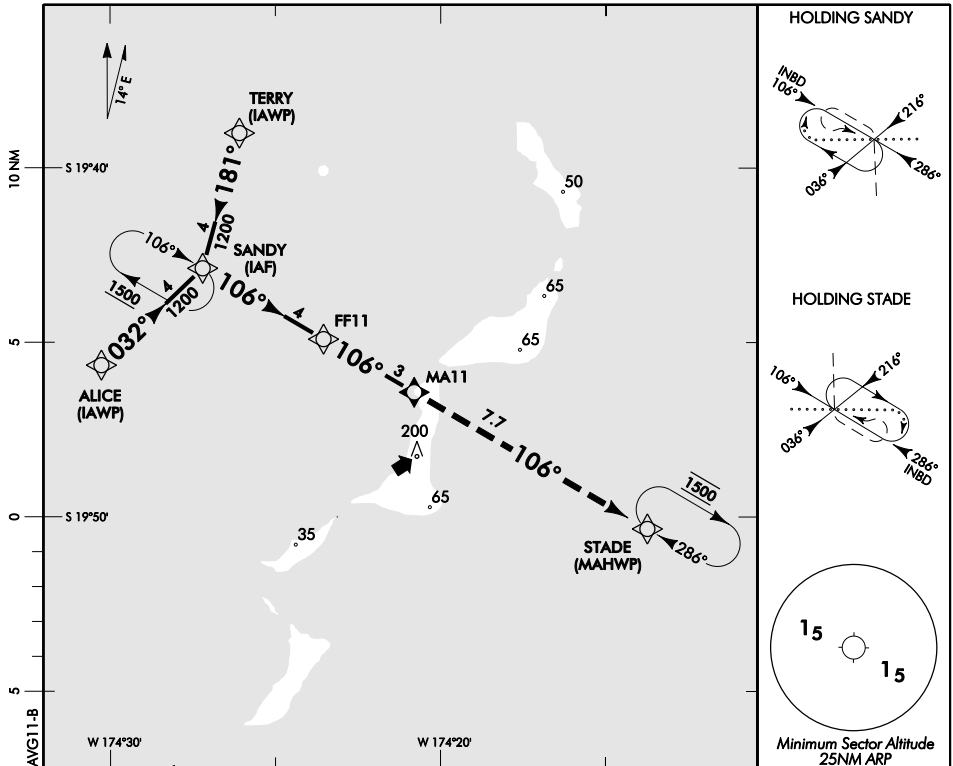 14° E
TERRY
(IAWP)
10 NM
S 19°40'
181°
4
1200
50
SANDY
(IAF)
106°
1500
4
1200
65
106°
4
FF11
65
5
032°
106°
3
MA11
ALICE
(IAWP)
7.7
200
106°
65
1500
0
S 19°50'
35
STADE
(MAHWP)
286°
5
AVG11-B
W 174°30'
W 174°20'
HOLDING SANDY
INBD
106°
216°
036°
286°
HOLDING STADE
106°
216°
036°
286°
INBD
15
15
Minimum Sector Altitude
25NM ARP